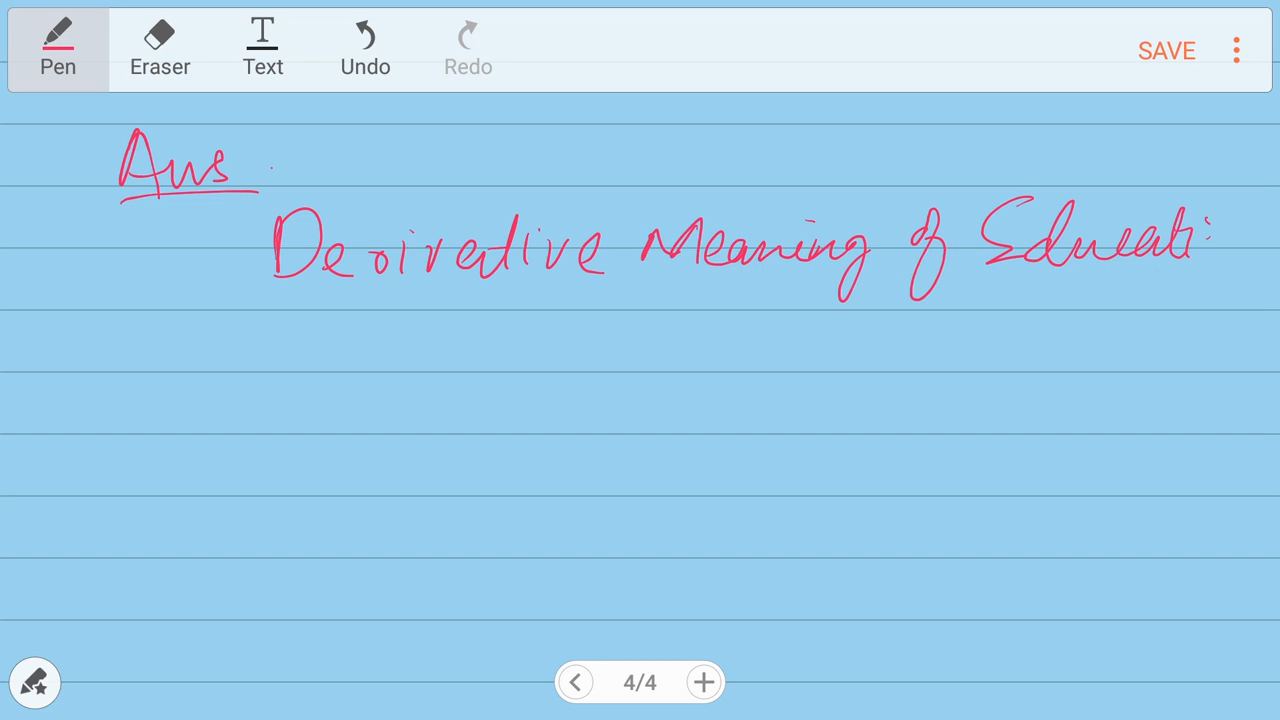 Pen Eraser Text Undo Redo SAVE
Ans
Derivative Meaning of Educati
4/4